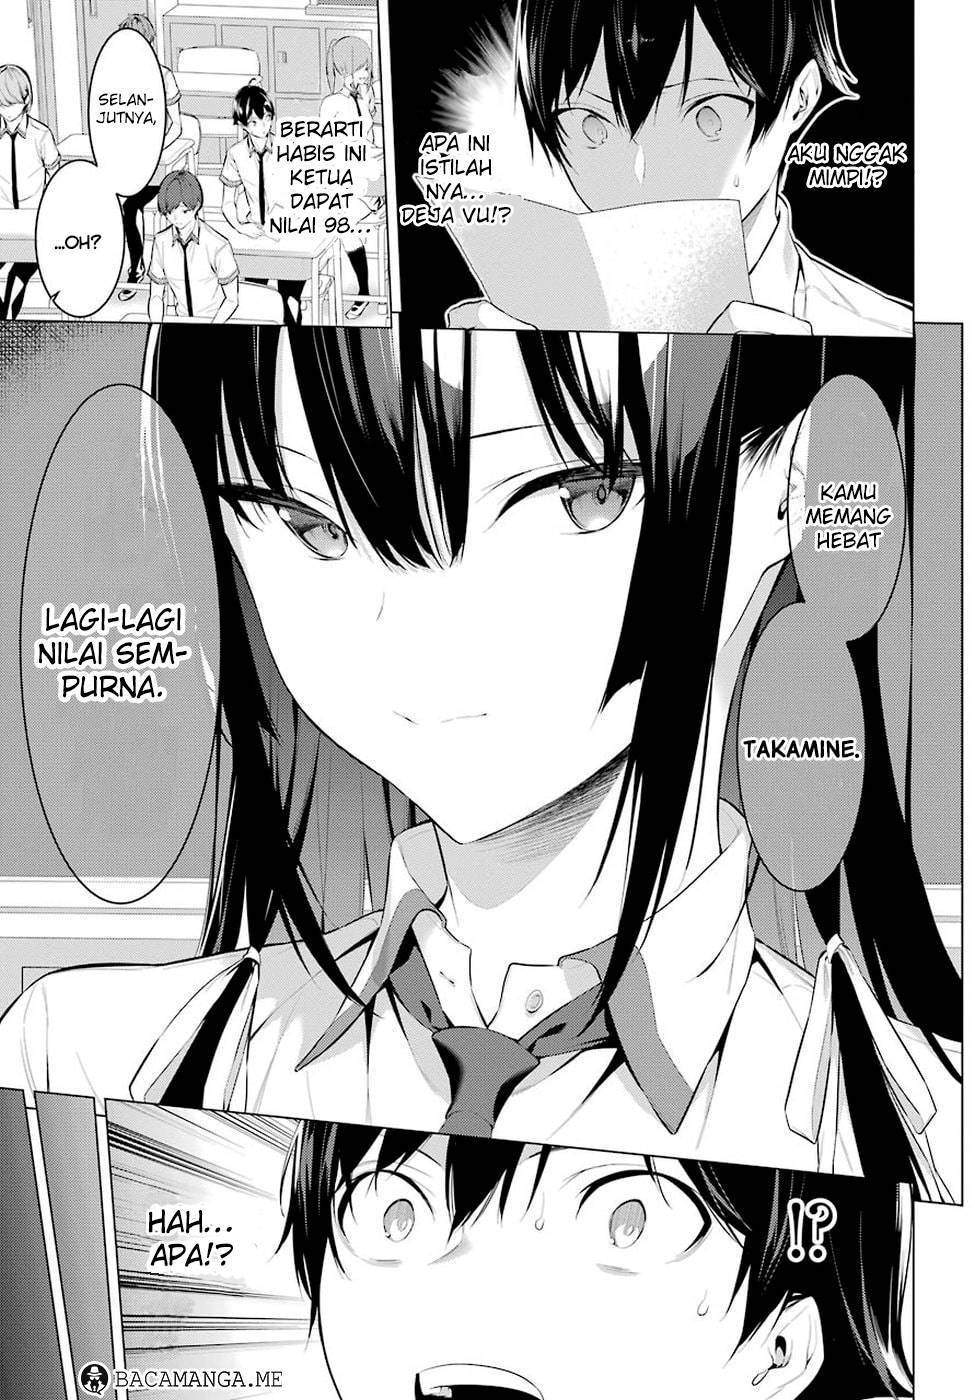 AKU NGGAK
MIMPI!?
APA INI
ISTILAH
NYA...
DEJA VU!?
BERARTI
HABIS INI
KETUA
DAPAT
NILAI 98...
SELAN-
JUTNYA,
...OH?
KAMU
MEMANG
HEBAT
TAKAMINE.
LAGI-LAGI
NILAI SEM-
PURNA.
!?
HAH...
APA!?
BACAMANGA.ME